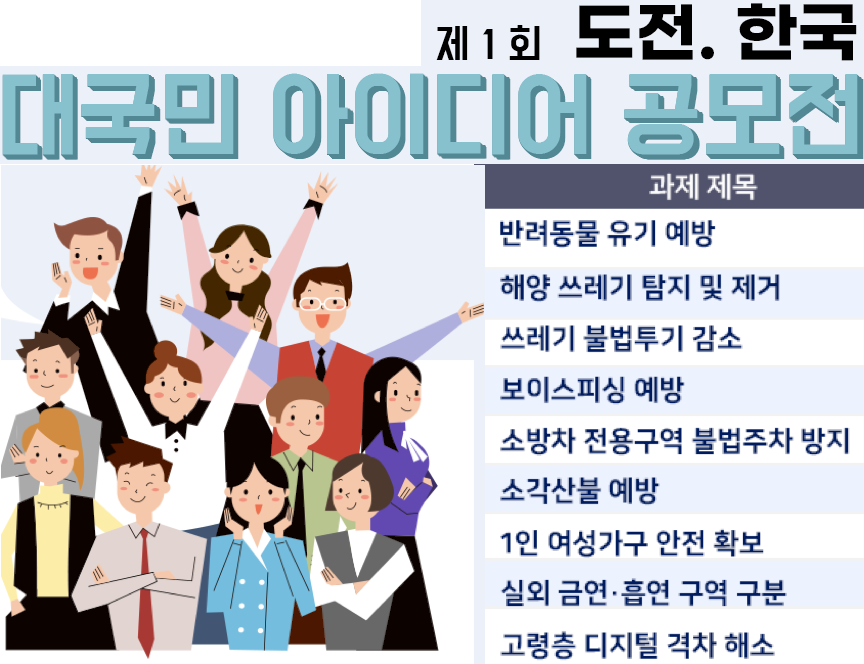 제 1 회 도전. 한국
대국민 아이디어 공모전
과제 제목
반려동물 유기 예방
해양 쓰레기 탐지 및 제거
쓰레기 불법투기 감소
보이스피싱 예방
소방차 전용구역 불법주차 방지
소각산불 예방
1인 여성가구 안전 확보
실외 금연·흡연 구역 구분
고령층 디지털 격차 해소